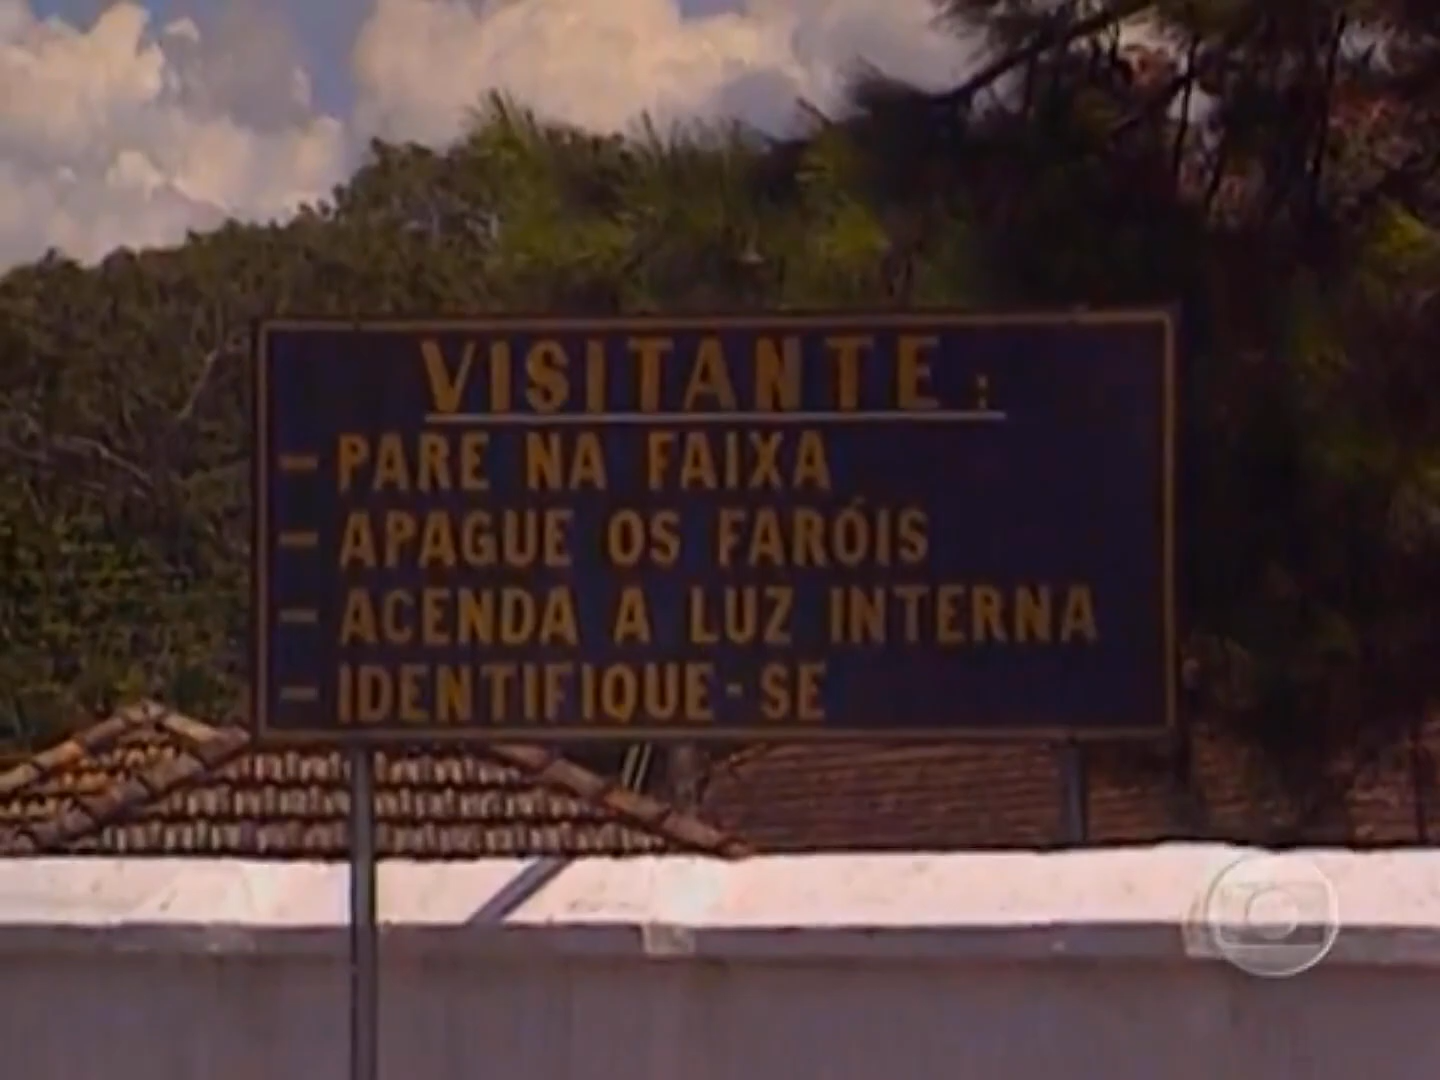 VISITANTE:
- PARE NA FAIXA
- APAGUE OS FARÓIS
- ACENDA A LUZ INTERNA
- IDENTIFIQUE-SE